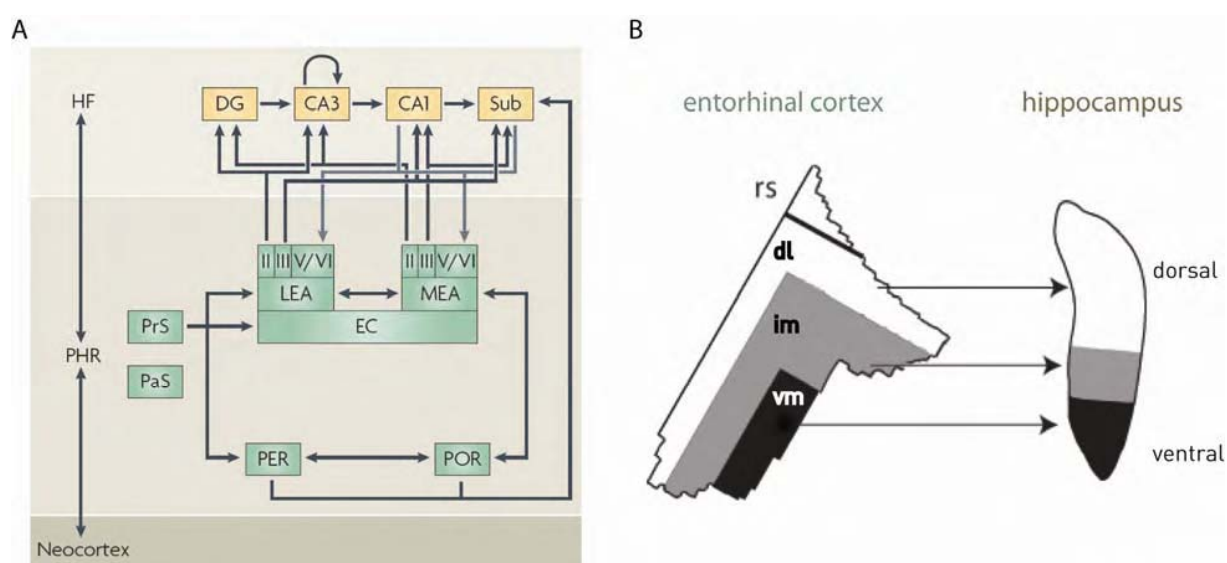 A
HF
DG
CA3
CA1
Sub
II
III
V/VI
II
III
V/VI
LEA
MEA
EC
PrS
PHR
PaS
PER
POR
Neocortex
B
entorhinal cortex
hippocampus
rs
dl
im
vm
dorsal
ventral